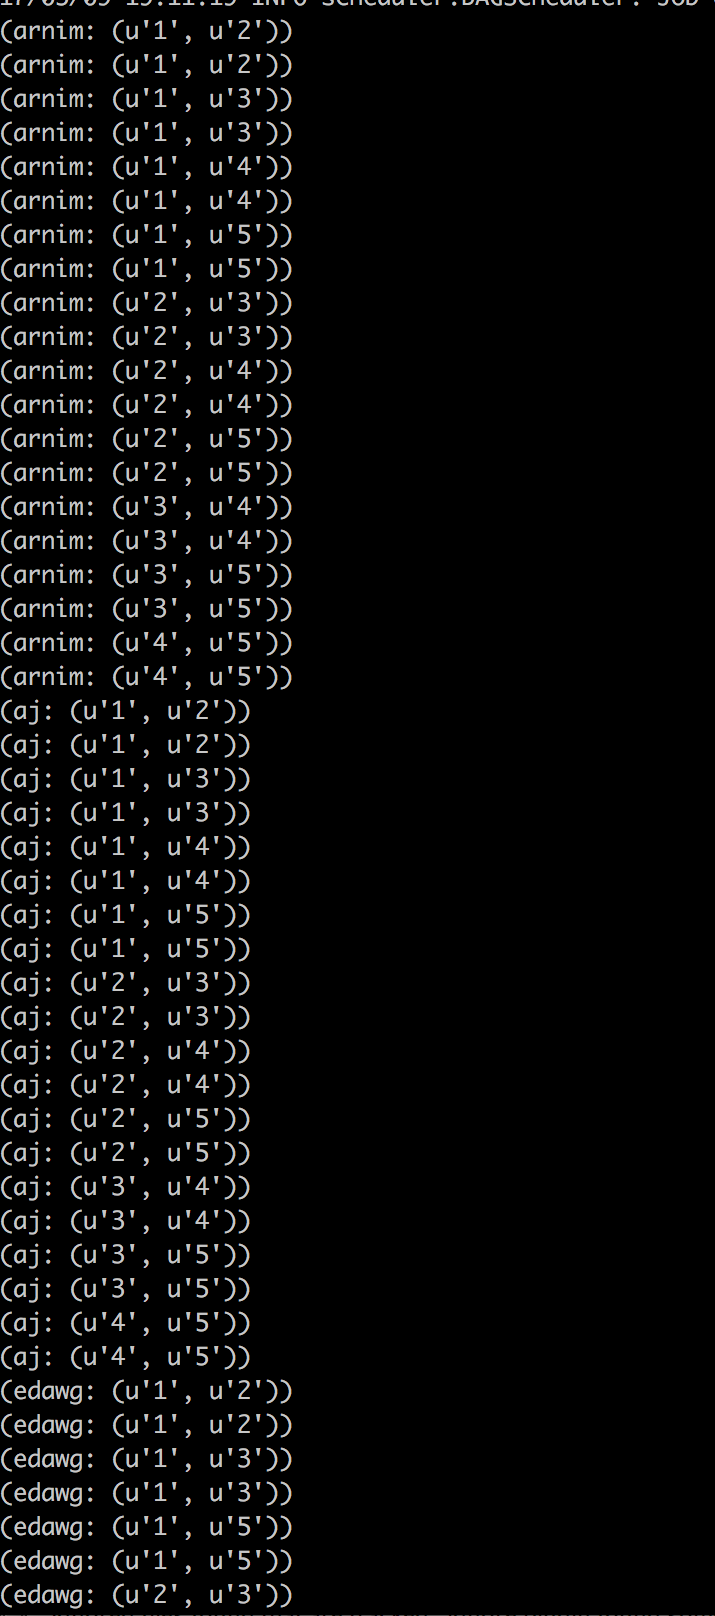 17/05/09 19:11:19 INFO scheduler.DAGScheduler: Job
(arnim: (u'1', u'2'))
(arnim: (u'1', u'2'))
(arnim: (u'1', u'3'))
(arnim: (u'1', u'3'))
(arnim: (u'1', u'4'))
(arnim: (u'1', u'4'))
(arnim: (u'1', u'5'))
(arnim: (u'1', u'5'))
(arnim: (u'2', u'3'))
(arnim: (u'2', u'3'))
(arnim: (u'2', u'4'))
(arnim: (u'2', u'4'))
(arnim: (u'2', u'5'))
(arnim: (u'2', u'5'))
(arnim: (u'3', u'4'))
(arnim: (u'3', u'4'))
(arnim: (u'3', u'5'))
(arnim: (u'3', u'5'))
(arnim: (u'4', u'5'))
(arnim: (u'4', u'5'))
(aj: (u'1', u'2'))
(aj: (u'1', u'2'))
(aj: (u'1', u'3'))
(aj: (u'1', u'3'))
(aj: (u'1', u'4'))
(aj: (u'1', u'4'))
(aj: (u'1', u'5'))
(aj: (u'1', u'5'))
(aj: (u'2', u'3'))
(aj: (u'2', u'3'))
(aj: (u'2', u'4'))
(aj: (u'2', u'4'))
(aj: (u'2', u'5'))
(aj: (u'2', u'5'))
(aj: (u'3', u'4'))
(aj: (u'3', u'4'))
(aj: (u'3', u'5'))
(aj: (u'3', u'5'))
(aj: (u'4', u'5'))
(aj: (u'4', u'5'))
(edawg: (u'1', u'2'))
(edawg: (u'1', u'2'))
(edawg: (u'1', u'3'))
(edawg: (u'1', u'3'))
(edawg: (u'1', u'5'))
(edawg: (u'1', u'5'))
(edawg: (u'2', u'3'))